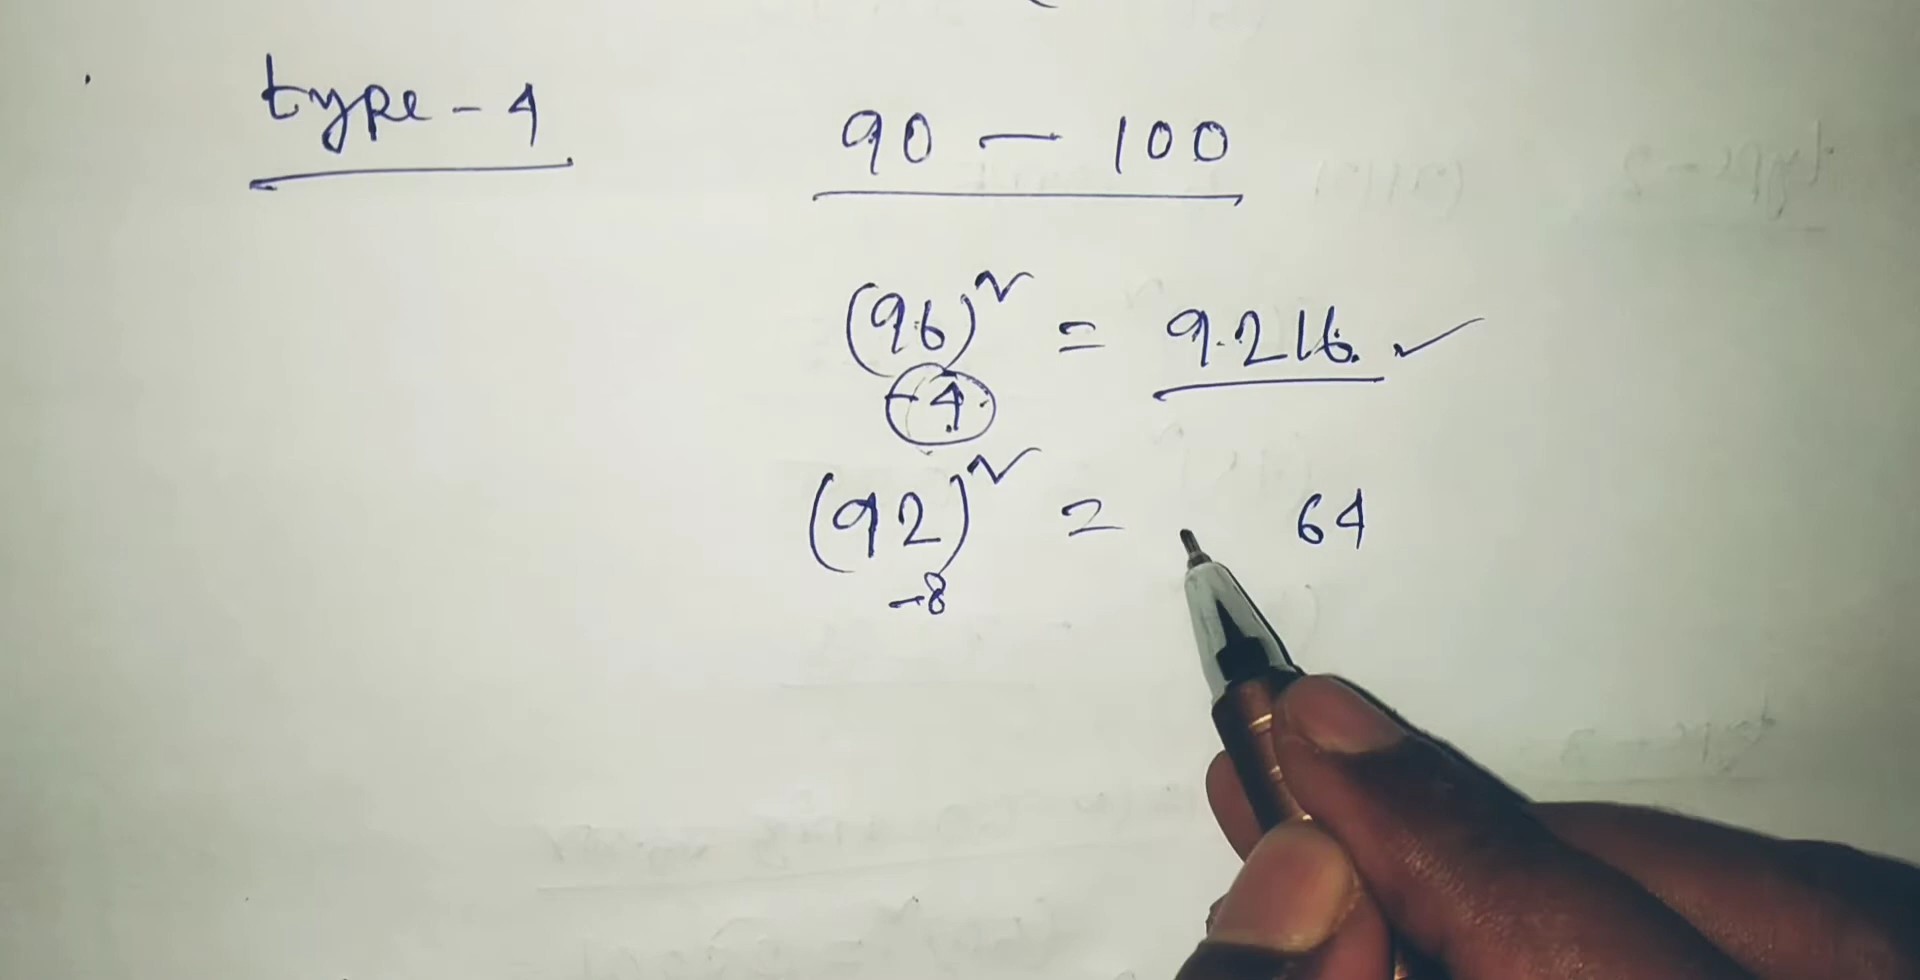 type - 4 90 - 100
(96)² = 9216 ✓
-4
(92)² = 64
-8